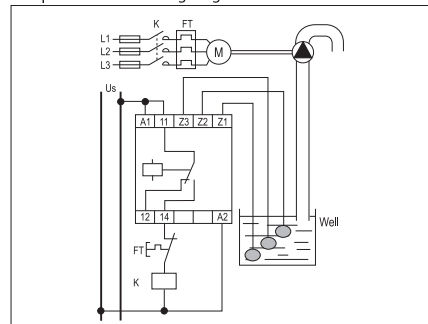 L1 K FT
L2 M
L3
Us
A1 11 Z3 Z2 Z1
12 14 A2
Well
FT
K